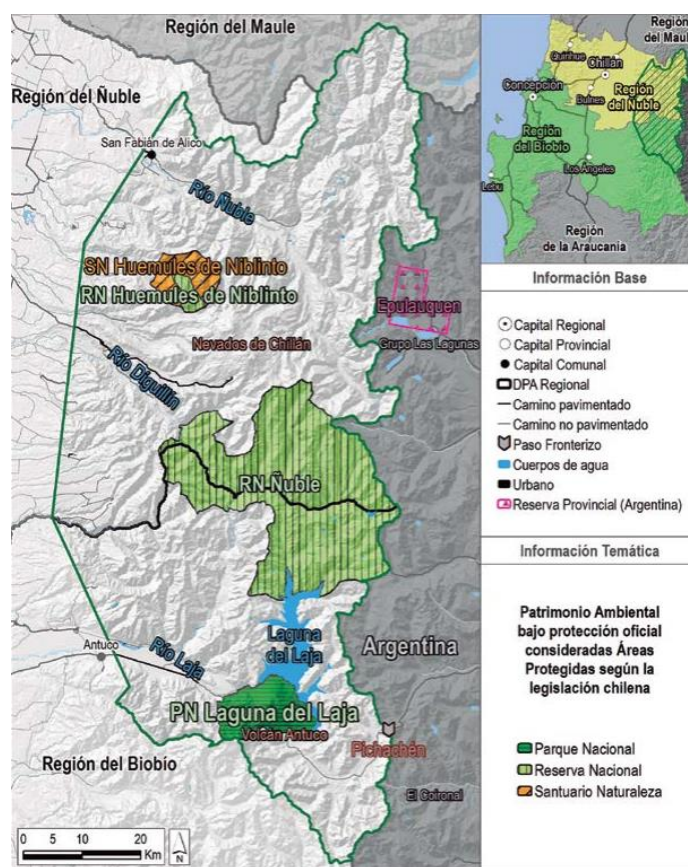 Región del Maule
Región del Ñuble
San Fabián de Alico
Río Ñuble
SN Huemules de Niblinto
RN Huemules de Niblinto
Epulauquen
Nevados de Chillán
Grupo Las Lagunas
Río Diguillín
RN Ñuble
Laguna
del Laja
Argentina
Antuco
Río Laja
PN Laguna del Laja
Volcán Antuco
Pichachén
Región del Biobío
El Coironal
0 5 10 20
Km
N
Región
del Maule
Quirihue
Chillán
Concepción
Bulnes
Región
del Ñuble
Región
del Biobío
Los Ángeles
Lebu
Región
de la Araucanía
Información Base
Capital Regional
Capital Provincial
Capital Comunal
DPA Regional
Camino pavimentado
Camino no pavimentado
Paso Fronterizo
Cuerpos de agua
Urbano
Reserva Provincial (Argentina)
Información Temática
Patrimonio Ambiental
bajo protección oficial
consideradas Áreas
Protegidas según la
legislación chilena
Parque Nacional
Reserva Nacional
Santuario Naturaleza